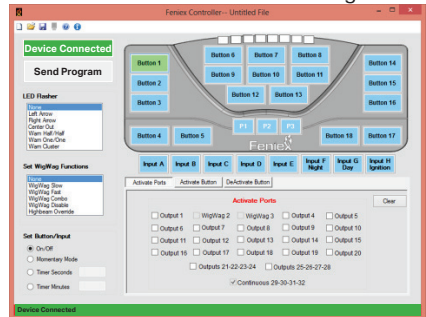 Feniex Controller-- Untitled File
Device Connected
Send Program
LED Flasher
None
Left Arrow
Right Arrow
Center Out
Warn Half/Half
Warn One/One
Warn Cluster
Set WigWag Functions
None
WigWag Slow
WigWag Fast
WigWag Combo
WigWag Disable
Highbeam Override
Set Button/Input
On/Off
Momentary Mode
Timer Seconds
Timer Minutes
Button 6 Button 7 Button 8
Button 1 Button 14
Button 9 Button 10 Button 11
Button 2 Button 15
Button 12 Button 13
Button 3 Button 16
P1 P2 P3
Button 4 Button 5 Button 18 Button 17
Feniex
Input A Input B Input C Input D Input E Input F Night Input G Day Input H Ignition
Activate Ports Activate Button DeActivate Button
Activate Ports Clear
Output 1 WigWag 2 WigWag 3 Output 4 Output 5
Output 6 Output 7 Output 8 Output 9 Output 10
Output 11 Output 12 Output 13 Output 14 Output 15
Output 16 Output 17 Output 18 Output 19 Output 20
Outputs 21-22-23-24 Outputs 25-26-27-28
Continuous 29-30-31-32
Device Connected